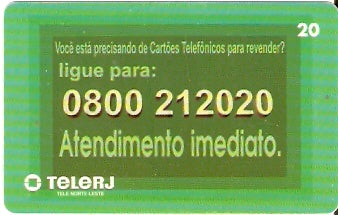 20
Você está precisando de Cartões Telefônicos para revender?
ligue para:
0800 212020
Atendimento imediato.
TELERJ
TELE NORTE LESTE